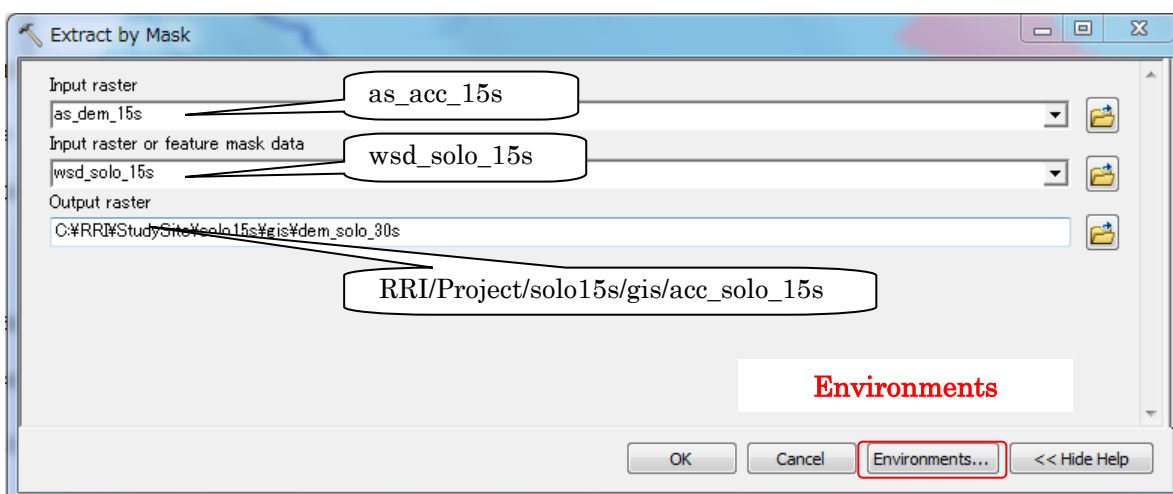 Extract by Mask
Input raster
as_acc_15s
as_dem_15s
Input raster or feature mask data
wsd_solo_15s
wsd_solo_15s
Output raster
C:¥RRI¥StudySite¥solo15s¥gis¥dem_solo_30s
RRI/Project/solo15s/gis/acc_solo_15s
Environments
OK
Cancel
Environments...
<< Hide Help